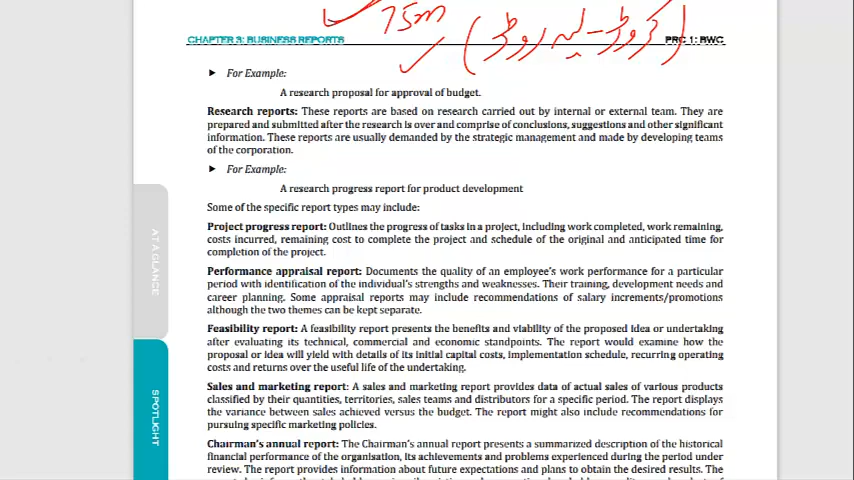 75m
CHAPTER 3: BUSINESS REPORTS
PRC 1: BWC
For Example:
A research proposal for approval of budget.
Research reports: These reports are based on research carried out by internal or external team. They are
prepared and submitted after the research is over and comprise of conclusions, suggestions and other significant
information. These reports are usually demanded by the strategic management and made by developing teams
of the corporation.
For Example:
A research progress report for product development
Some of the specific report types may include:
Project progress report: Outlines the progress of tasks in a project, including work completed, work remaining,
costs incurred, remaining cost to complete the project and schedule of the original and anticipated time for
completion of the project.
Performance appraisal report: Documents the quality of an employee's work performance for a particular
period with identification of the individual's strengths and weaknesses. Their training, development needs and
career planning. Some appraisal reports may include recommendations of salary increments/promotions
although the two themes can be kept separate.
Feasibility report: A feasibility report presents the benefits and viability of the proposed idea or undertaking
after evaluating its technical, commercial and economic standpoints. The report would examine how the
proposal or idea will yield with details of its initial capital costs, implementation schedule, recurring operating
costs and returns over the useful life of the undertaking.
Sales and marketing report: A sales and marketing report provides data of actual sales of various products
classified by their quantities, territories, sales teams and distributors for a specific period. The report displays
the variance between sales achieved versus the budget. The report might also include recommendations for
pursuing specific marketing policies.
Chairman's annual report: The Chairman's annual report presents a summarized description of the historical
financial performance of the organisation, its achievements and problems experienced during the period under
review. The report provides information about future expectations and plans to obtain the desired results. The
AT A GLANCE
SPOTLIGHT